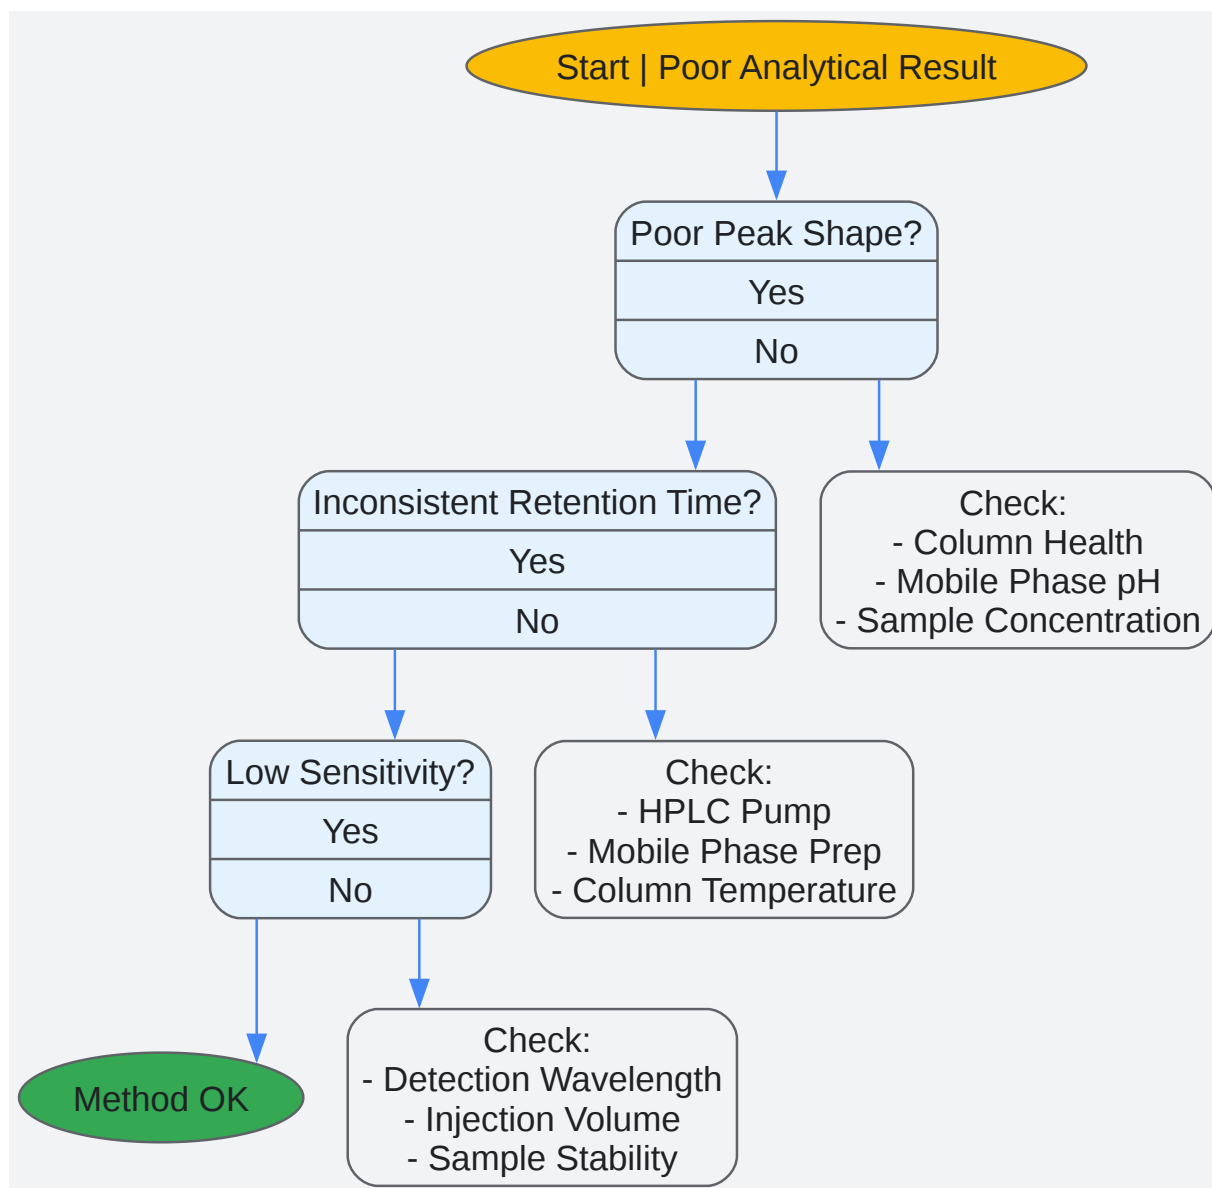 Start | Poor Analytical Result
Poor Peak Shape?
Yes
No
Inconsistent Retention Time?
Yes
No
Check:
- Column Health
- Mobile Phase pH
- Sample Concentration
Low Sensitivity?
Yes
No
Check:
- HPLC Pump
- Mobile Phase Prep
- Column Temperature
Method OK
Check:
- Detection Wavelength
- Injection Volume
- Sample Stability